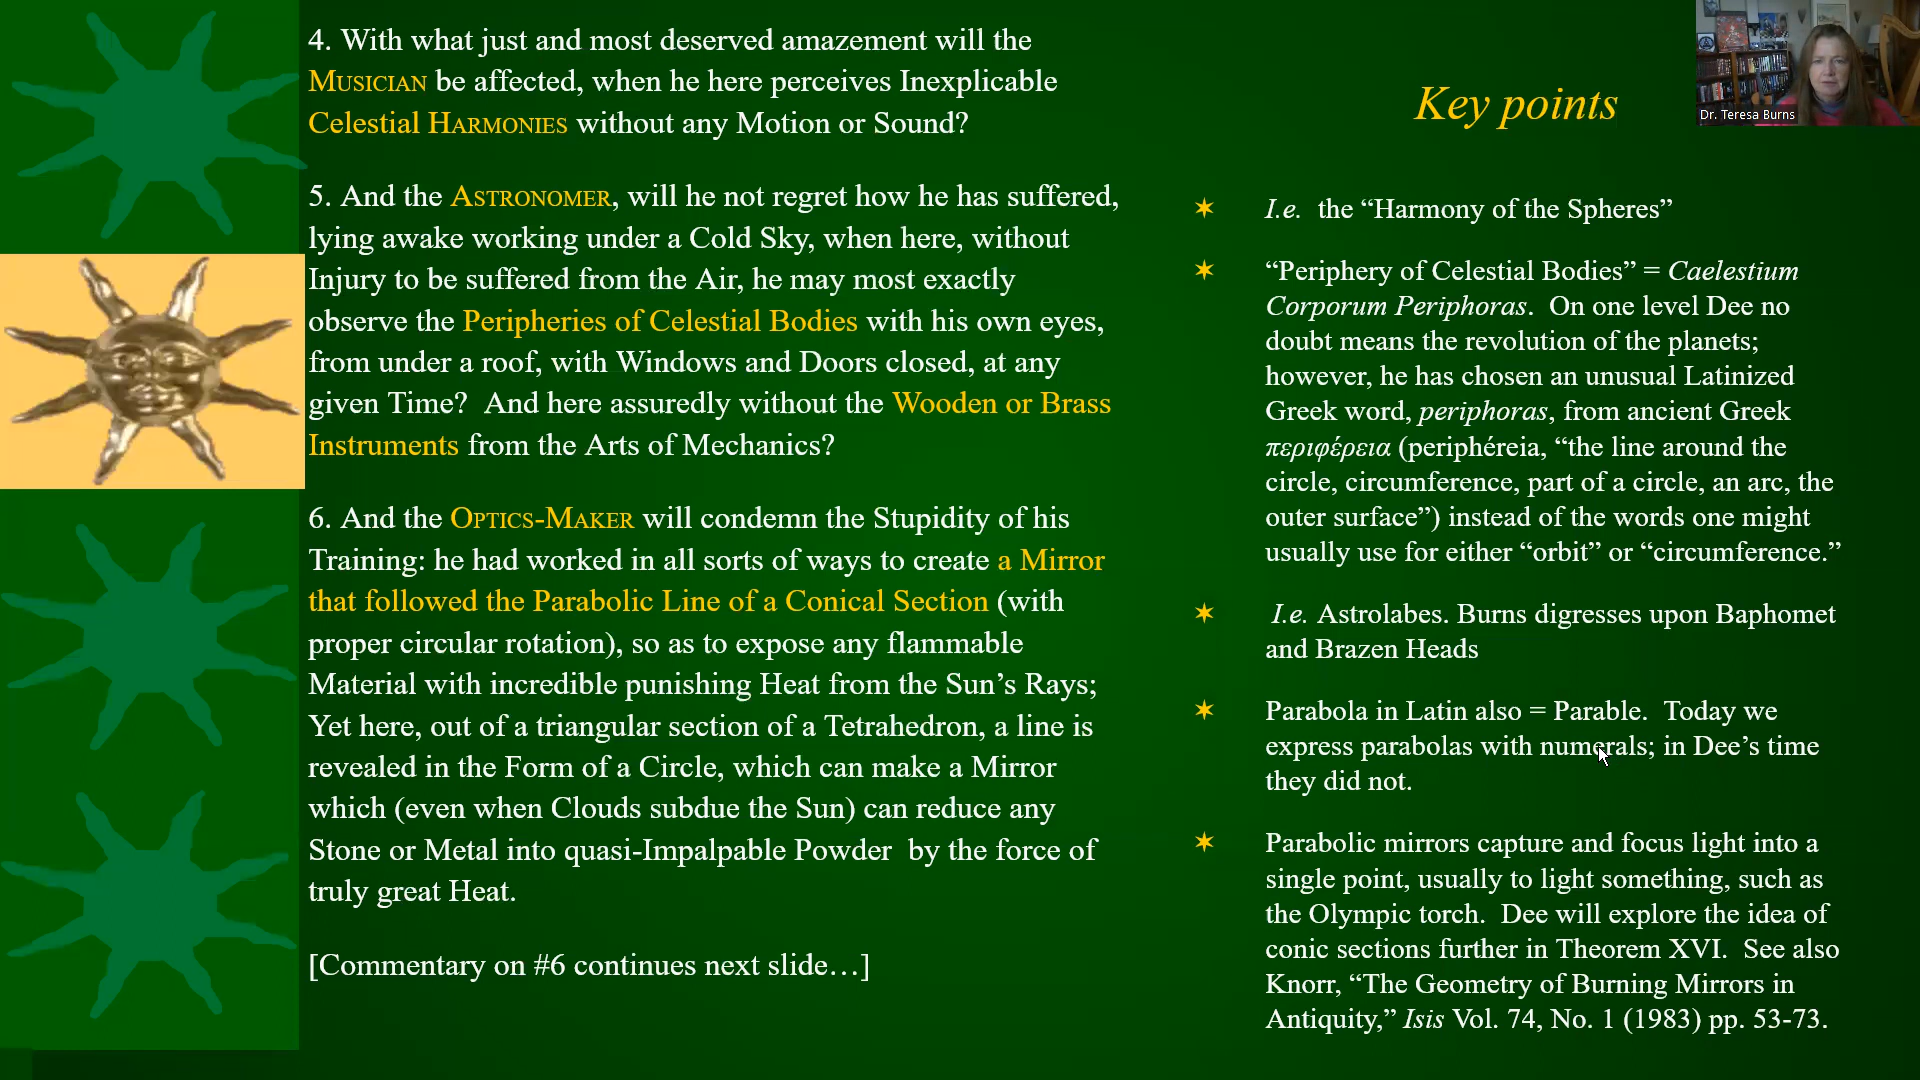 4. With what just and most deserved amazement will the
MUSICIAN be affected, when he here perceives Inexplicable
Celestial HARMONIES without any Motion or Sound?
5. And the ASTRONOMER, will he not regret how he has suffered,
lying awake working under a Cold Sky, when here, without
Injury to be suffered from the Air, he may most exactly
observe the Peripheries of Celestial Bodies with his own eyes,
from under a roof, with Windows and Doors closed, at any
given Time?  And here assuredly without the Wooden or Brass
Instruments from the Arts of Mechanics?
6. And the OPTICS-MAKER will condemn the Stupidity of his
Training: he had worked in all sorts of ways to create a Mirror
that followed the Parabolic Line of a Conical Section (with
proper circular rotation), so as to expose any flammable
Material with incredible punishing Heat from the Sun's Rays;
Yet here, out of a triangular section of a Tetrahedron, a line is
revealed in the Form of a Circle, which can make a Mirror
which (even when Clouds subdue the Sun) can reduce any
Stone or Metal into quasi-Impalpable Powder  by the force of
truly great Heat.
[Commentary on #6 continues next slide…]
Key points
I.e.  the “Harmony of the Spheres”
“Periphery of Celestial Bodies” = Caelestium
Corporum Periphoras.  On one level Dee no
doubt means the revolution of the planets;
however, he has chosen an unusual Latinized
Greek word, periphoras, from ancient Greek
περιφέρεια (periphéreia, “the line around the
circle, circumference, part of a circle, an arc, the
outer surface”) instead of the words one might
usually use for either “orbit” or “circumference.”
I.e. Astrolabes. Burns digresses upon Baphomet
and Brazen Heads
Parabola in Latin also = Parable.  Today we
express parabolas with numerals; in Dee’s time
they did not.
Parabolic mirrors capture and focus light into a
single point, usually to light something, such as
the Olympic torch.  Dee will explore the idea of
conic sections further in Theorem XVI.  See also
Knorr, “The Geometry of Burning Mirrors in
Antiquity,” Isis Vol. 74, No. 1 (1983) pp. 53-73.
Dr. Teresa Burns